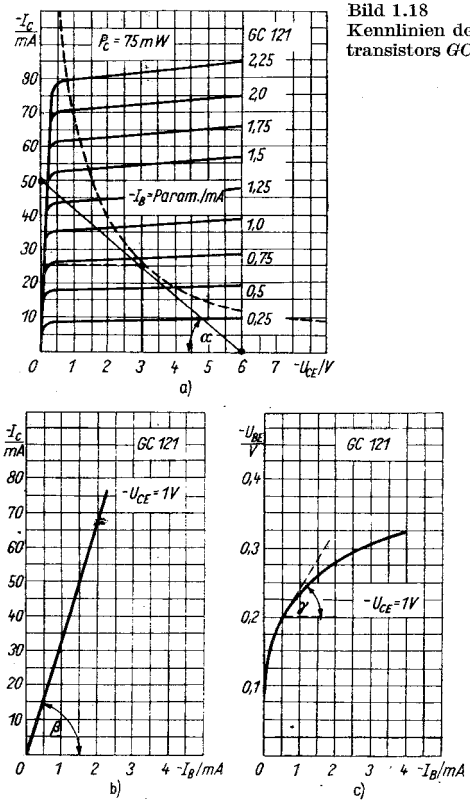 Bild 1.18
Kennlinien de
transistors GC
-I_C/mA
P_C = 75 mW
GC 121
90
80
70
60
50
40
30
25
20
10
2,25
2,0
1,75
1,5
1,25
1,0
0,75
0,5
0,25
-I_B = Param./mA
α
0 1 2 3 4 5 6 7 -U_CE/V
a)
-I_C/mA
GC 121
80
70
60
50
40
30
20
10
-U_CE = 1V
β
0 1 2 3 4 -I_B/mA
b)
-U_BE/V
GC 121
0,4
0,3
0,2
0,1
-U_CE = 1V
γ
0 1 2 3 4 -I_B/mA
c)